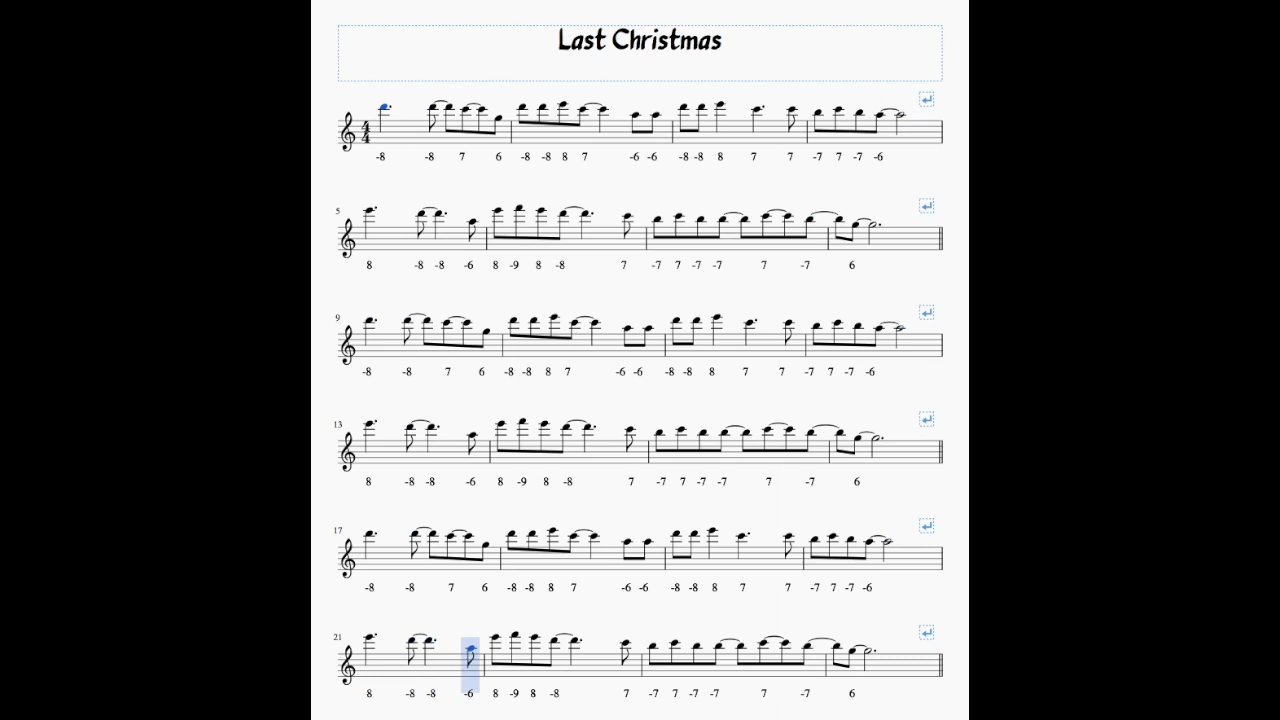 Last Christmas
4
4
-8 -8 7 6 -8 -8 8 7 -6 -6 -8 -8 8 7 7 -7 7 -7 -6
5
8 -8 -8 -6 8 -9 8 -8 7 -7 7 -7 -7 7 -7 6
9
-8 -8 7 6 -8 -8 8 7 -6 -6 -8 -8 8 7 7 -7 7 -7 -6
13
8 -8 -8 -6 8 -9 8 -8 7 -7 7 -7 -7 7 -7 6
17
-8 -8 7 6 -8 -8 8 7 -6 -6 -8 -8 8 7 7 -7 7 -7 -6
21
8 -8 -8 -6 8 -9 8 -8 7 -7 7 -7 -7 7 -7 6